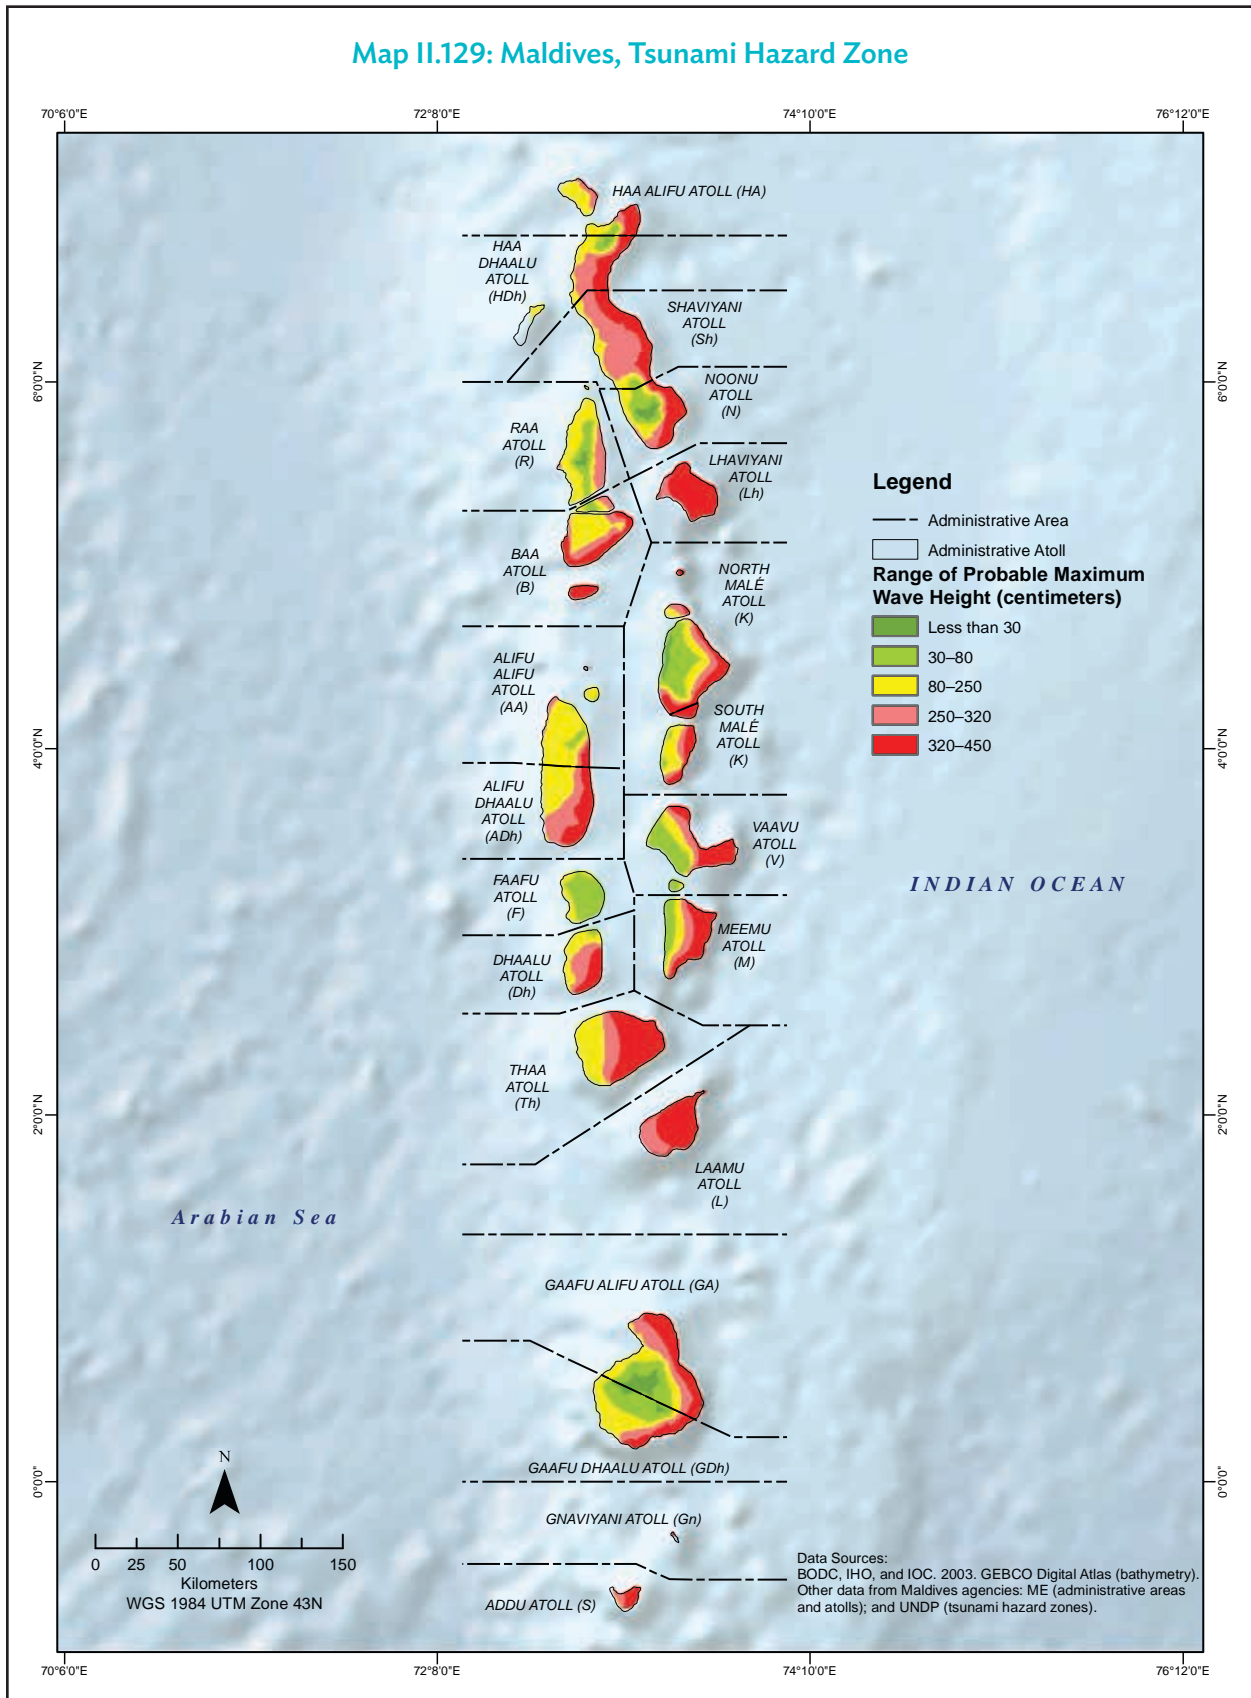 Map II.129: Maldives, Tsunami Hazard Zone
70°6'0"E
72°8'0"E
74°10'0"E
76°12'0"E
HAA ALIFU ATOLL (HA)
HAA
DHAALU
ATOLL
(HDh)
SHAVIYANI
ATOLL
(Sh)
6°0'0"N
6°0'0"N
NOONU
ATOLL
(N)
RAA
ATOLL
(R)
LHAVIYANI
ATOLL
(Lh)
BAA
ATOLL
(B)
NORTH
MALÉ
ATOLL
(K)
ALIFU
ALIFU
ATOLL
(AA)
SOUTH
MALÉ
ATOLL
(K)
4°0'0"N
4°0'0"N
ALIFU
DHAALU
ATOLL
(ADh)
VAAVU
ATOLL
(V)
FAAFU
ATOLL
(F)
MEEMU
ATOLL
(M)
DHAALU
ATOLL
(Dh)
THAA
ATOLL
(Th)
2°0'0"N
2°0'0"N
LAAMU
ATOLL
(L)
GAAFU ALIFU ATOLL (GA)
GAAFU DHAALU ATOLL (GDh)
0°0'0"
0°0'0"
GNAVIYANI ATOLL (Gn)
ADDU ATOLL (S)
Legend
Administrative Area
Administrative Atoll
Range of Probable Maximum
Wave Height (centimeters)
Less than 30
30–80
80–250
250–320
320–450
INDIAN OCEAN
Arabian Sea
N
0 25 50 100 150
Kilometers
WGS 1984 UTM Zone 43N
Data Sources:
BODC, IHO, and IOC. 2003. GEBCO Digital Atlas (bathymetry).
Other data from Maldives agencies: ME (administrative areas
and atolls); and UNDP (tsunami hazard zones).
70°6'0"E
72°8'0"E
74°10'0"E
76°12'0"E